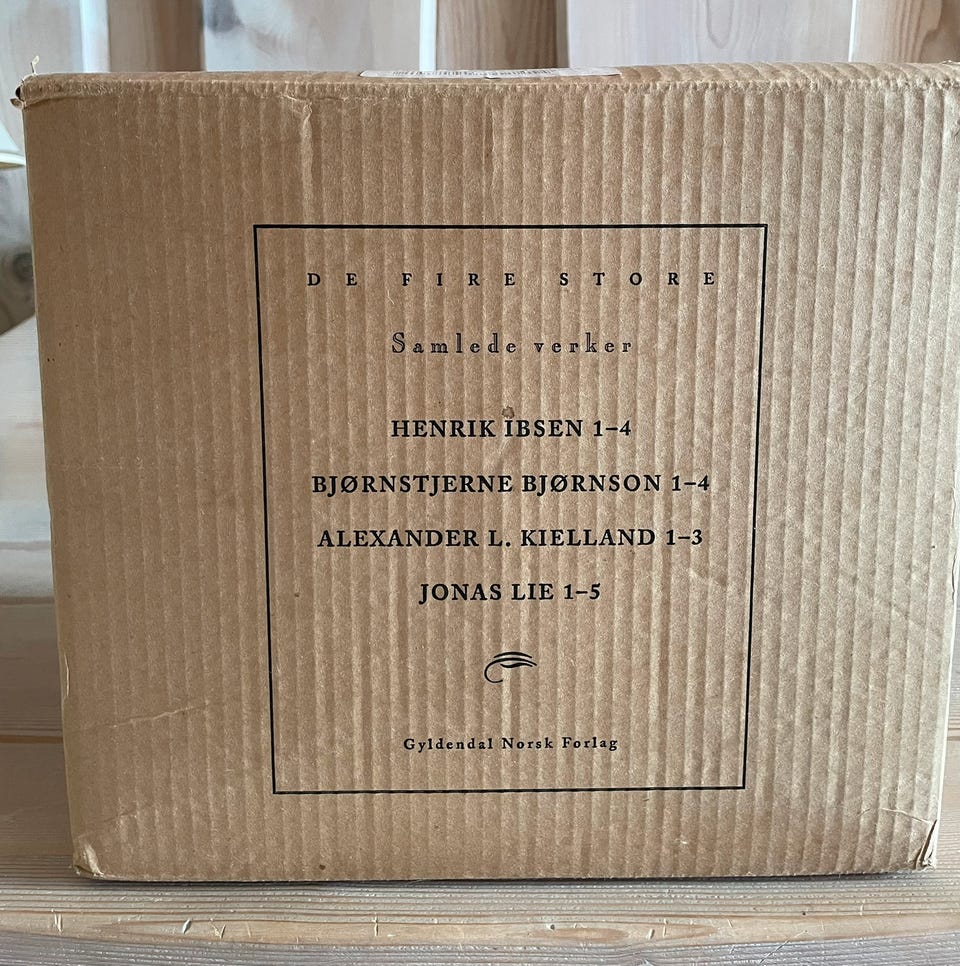 DE FIRE STORE
Samlede verker
HENRIK IBSEN 1–4
BJØRNSTJERNE BJØRNSON 1–4
ALEXANDER L. KIELLAND 1–3
JONAS LIE 1–5
Gyldendal Norsk Forlag